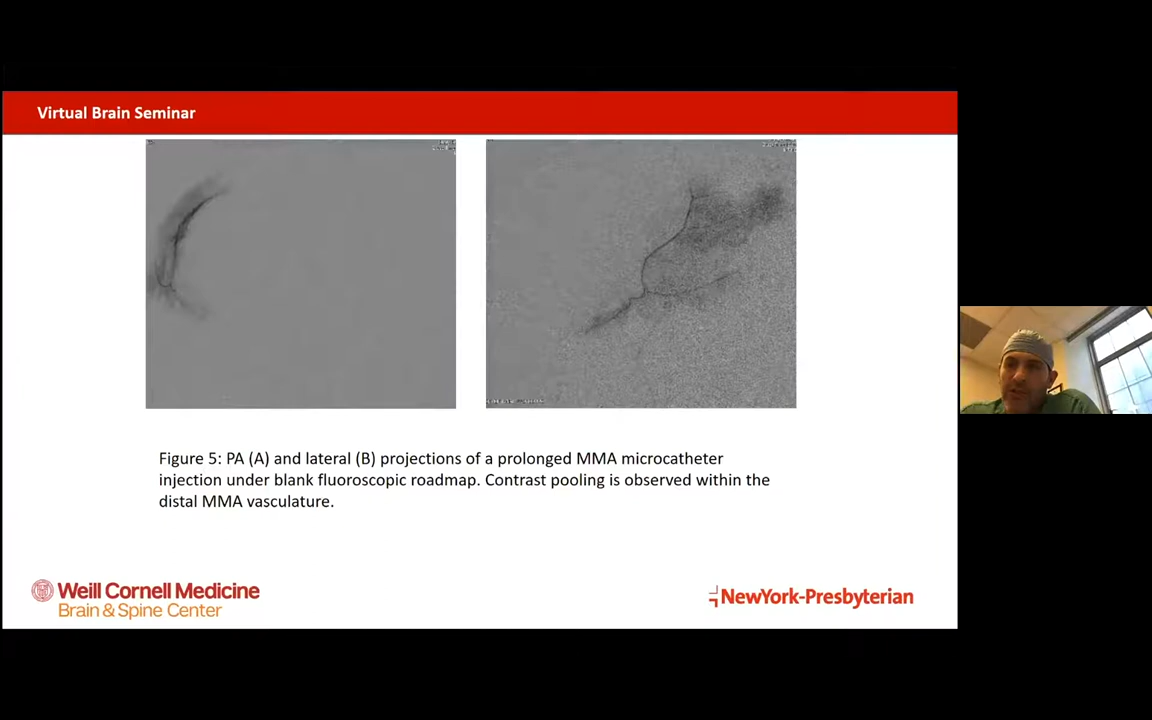 Virtual Brain Seminar
Figure 5: PA (A) and lateral (B) projections of a prolonged MMA microcatheter
injection under blank fluoroscopic roadmap. Contrast pooling is observed within the
distal MMA vasculature.
Weill Cornell Medicine
Brain & Spine Center
NewYork-Presbyterian